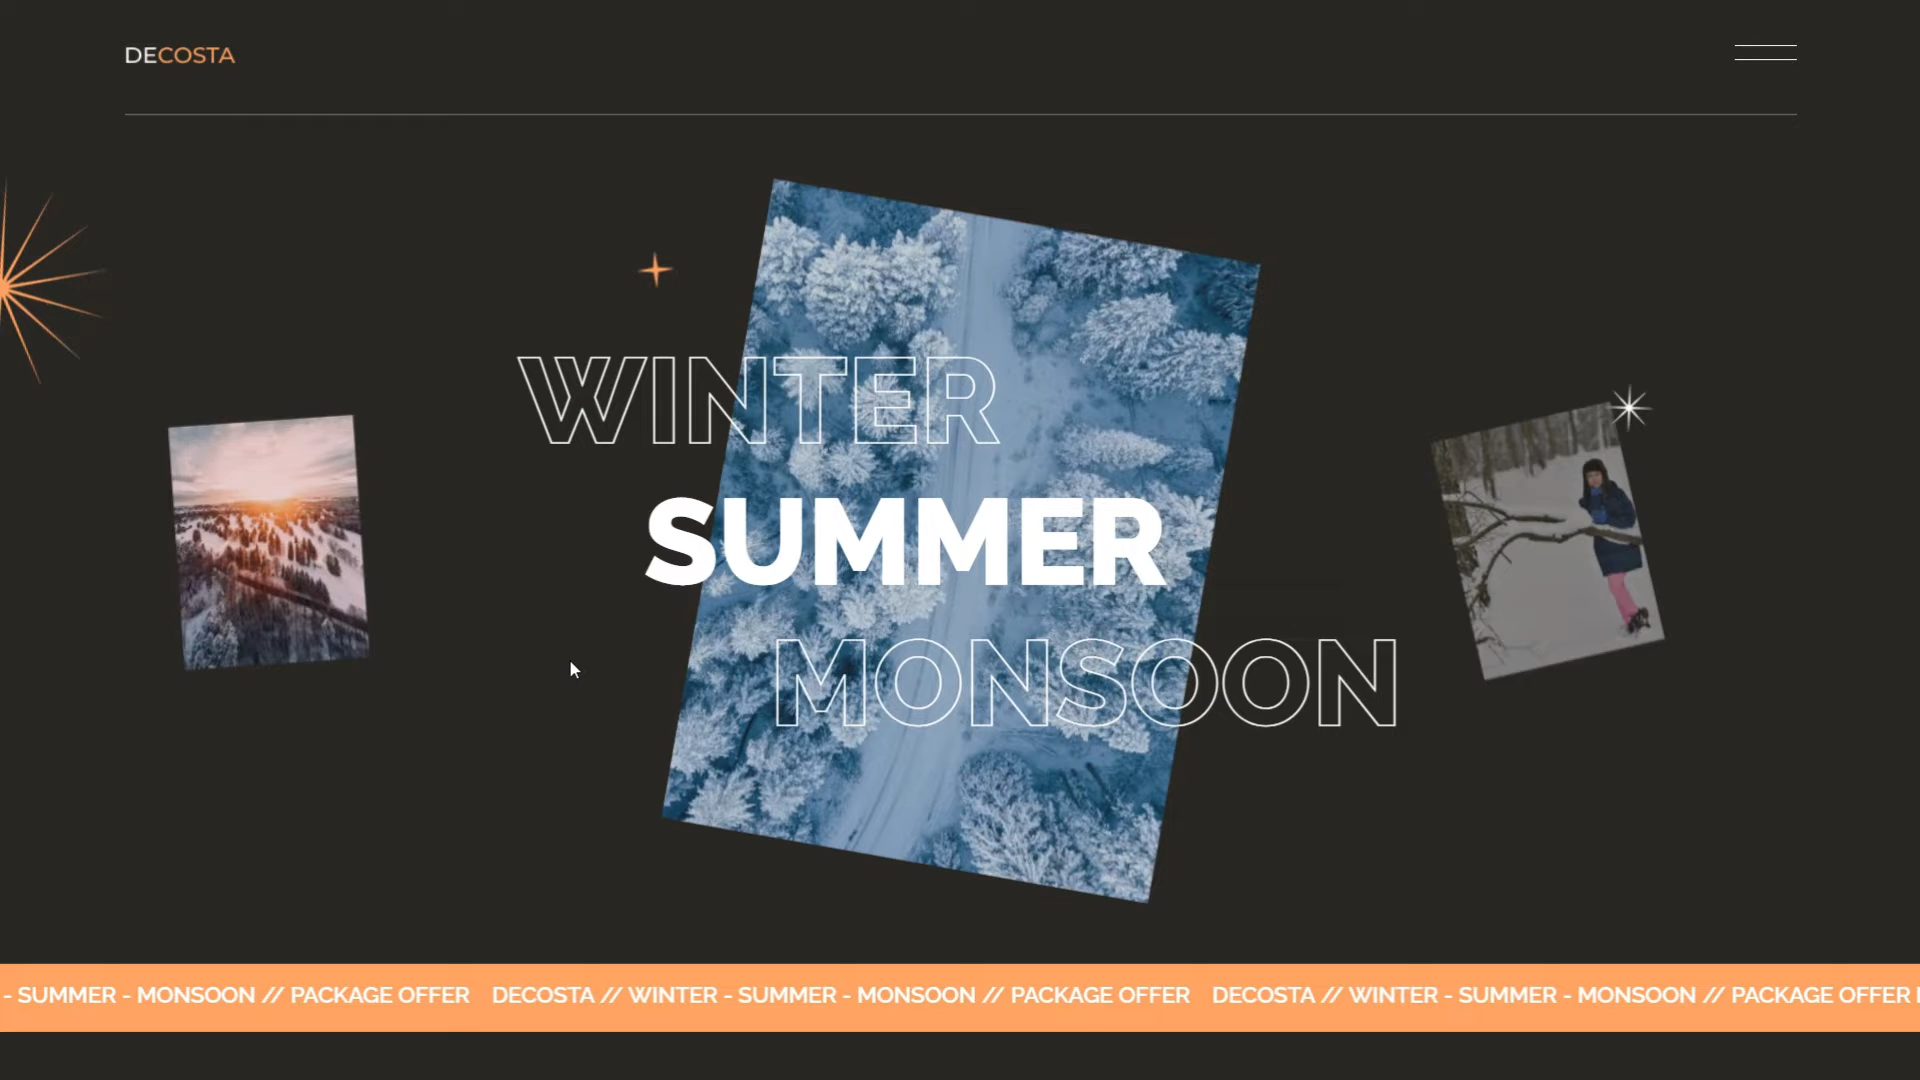 DECOSTA
WINTER
SUMMER
MONSOON
- SUMMER - MONSOON // PACKAGE OFFER DECOSTA // WINTER - SUMMER - MONSOON // PACKAGE OFFER DECOSTA // WINTER - SUMMER - MONSOON // PACKAGE OFFER